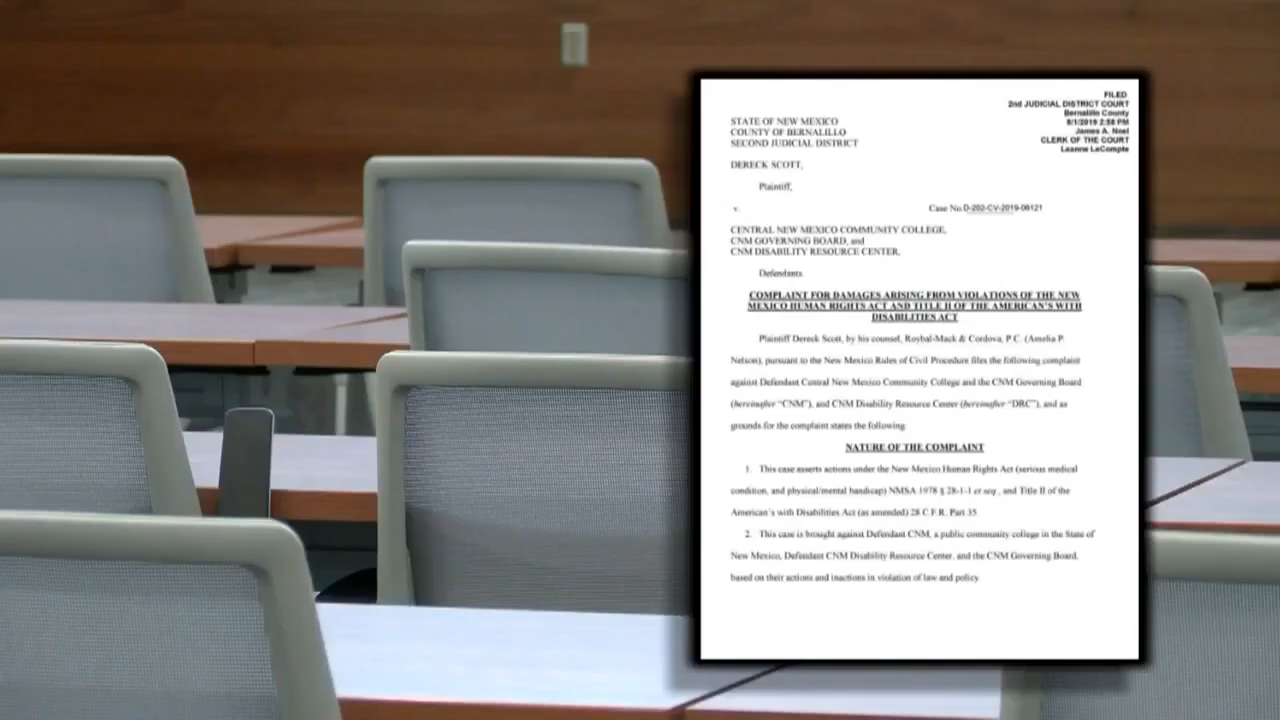 FILED
2nd JUDICIAL DISTRICT COURT
Bernalillo County
8/1/2019 2:58 PM
James A. Noel
CLERK OF THE COURT
Leanne LeCompte
STATE OF NEW MEXICO
COUNTY OF BERNALILLO
SECOND JUDICIAL DISTRICT
DERECK SCOTT,
Plaintiff,
v.
Case No.D-202-CV-2019-06121
CENTRAL NEW MEXICO COMMUNITY COLLEGE,
CNM GOVERNING BOARD, and
CNM DISABILITY RESOURCE CENTER,
Defendants.
COMPLAINT FOR DAMAGES ARISING FROM VIOLATIONS OF THE NEW
MEXICO HUMAN RIGHTS ACT AND TITLE II OF THE AMERICAN'S WITH
DISABILITIES ACT
Plaintiff Dereck Scott, by his counsel, Roybal-Mack & Cordova, P.C. (Amelia P.
Nelson), pursuant to the New Mexico Rules of Civil Procedure files the following complaint
against Defendant Central New Mexico Community College and the CNM Governing Board
(hereinafter "CNM"), and CNM Disability Resource Center (hereinafter "DRC"), and as
grounds for the complaint states the following:
NATURE OF THE COMPLAINT
1. This case asserts actions under the New Mexico Human Rights Act (serious medical
condition, and physical/mental handicap) NMSA 1978 § 28-1-1 et seq., and Title II of the
American's with Disabilities Act (as amended) 28 C.F.R. Part 35.
2. This case is brought against Defendant CNM, a public community college in the State of
New Mexico, Defendant CNM Disability Resource Center, and the CNM Governing Board,
based on their actions and inactions in violation of law and policy.